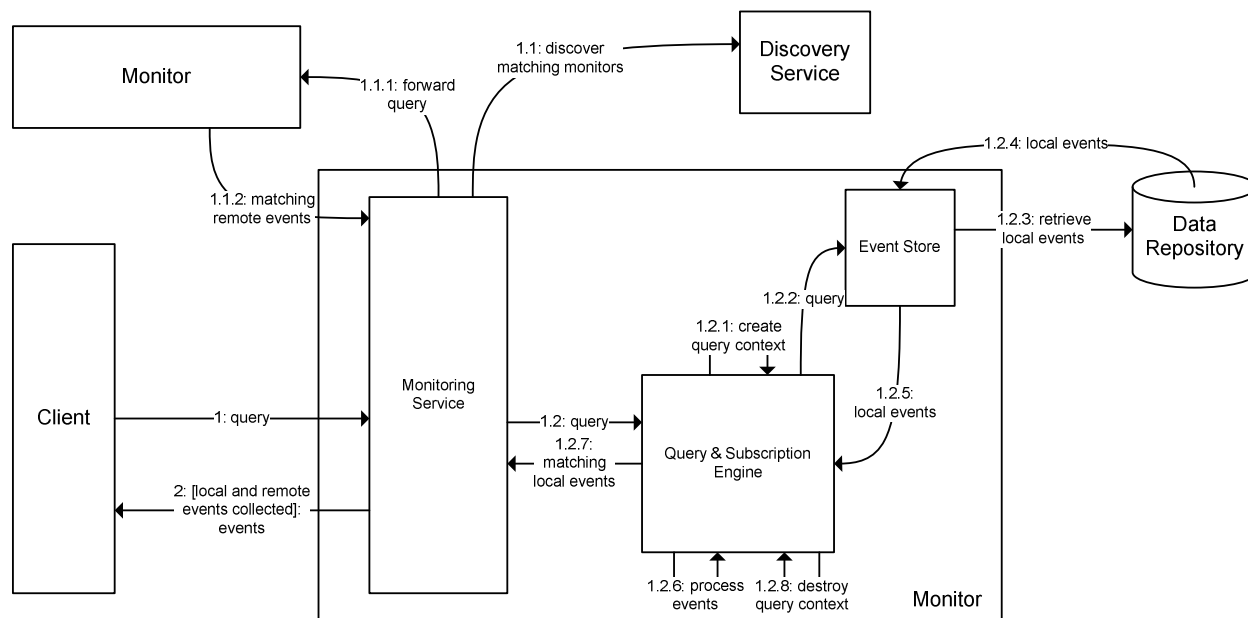 Monitor
1.1: discover
matching monitors
Discovery
Service
1.1.1: forward
query
1.2.4: local events
1.1.2: matching
remote events
1.2.3: retrieve
local events
Data
Repository
Event Store
1.2.2: query
1.2.1: create
query context
Client
1: query
Monitoring
Service
1.2: query
1.2.5:
local events
1.2.7:
matching
local events
Query & Subscription
Engine
2: [local and remote
events collected]:
events
1.2.6: process
events
1.2.8: destroy
query context
Monitor